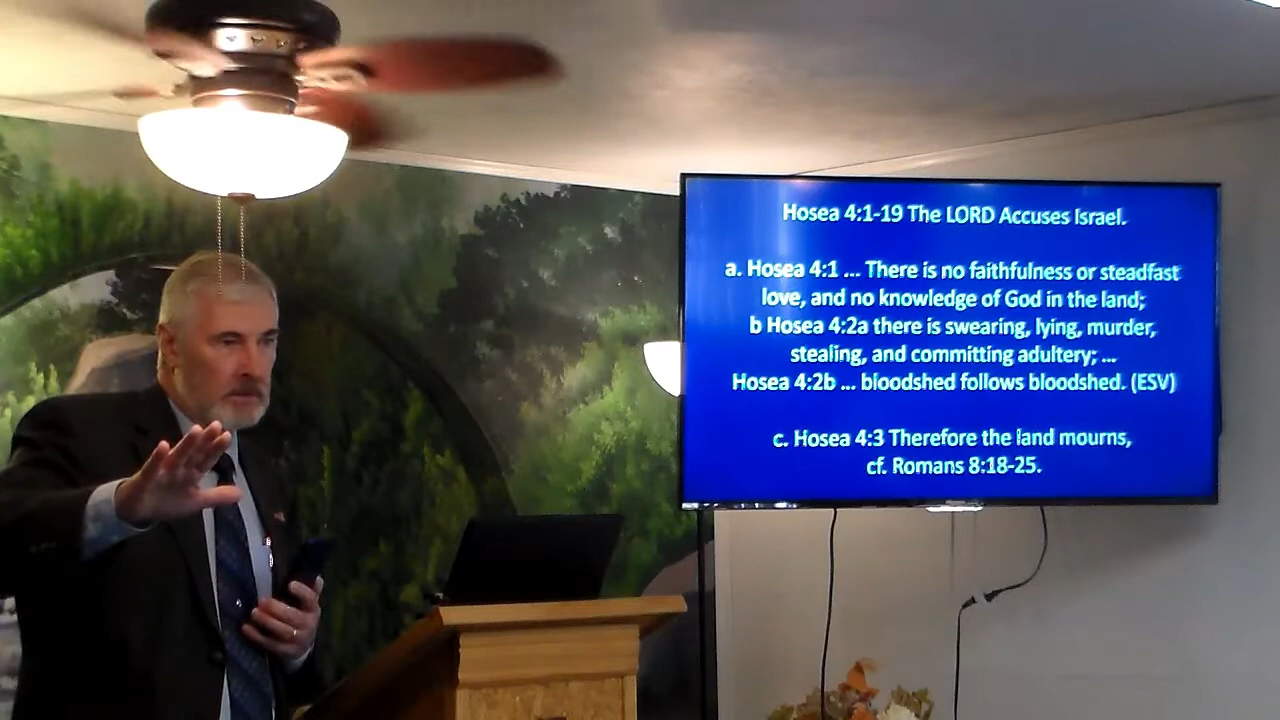 Hosea 4:1-19 The LORD Accuses Israel.
a. Hosea 4:1 ... There is no faithfulness or steadfast
love, and no knowledge of God in the land;
b Hosea 4:2a there is swearing, lying, murder,
stealing, and committing adultery; ...
Hosea 4:2b ... bloodshed follows bloodshed. (ESV)
c. Hosea 4:3 Therefore the land mourns,
cf. Romans 8:18-25.